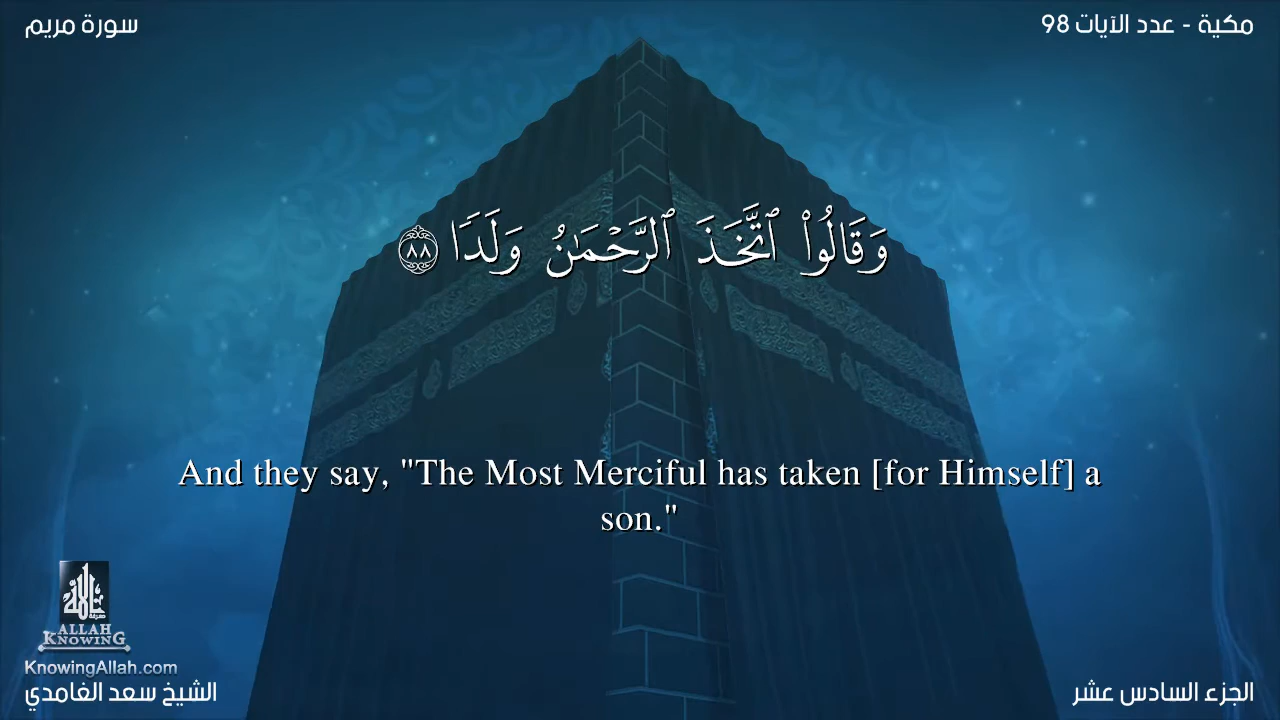 سورة مريم
مكية - عدد الآيات 98
وَقَالُوا۟ ٱتَّخَذَ ٱلرَّحْمَـٰنُ وَلَدًۭا ٨٨
And they say, "The Most Merciful has taken [for Himself] a
son."
ALLAH
KNOWING
KnowingAllah.com
الشيخ سعد الغامدي
الجزء السادس عشر